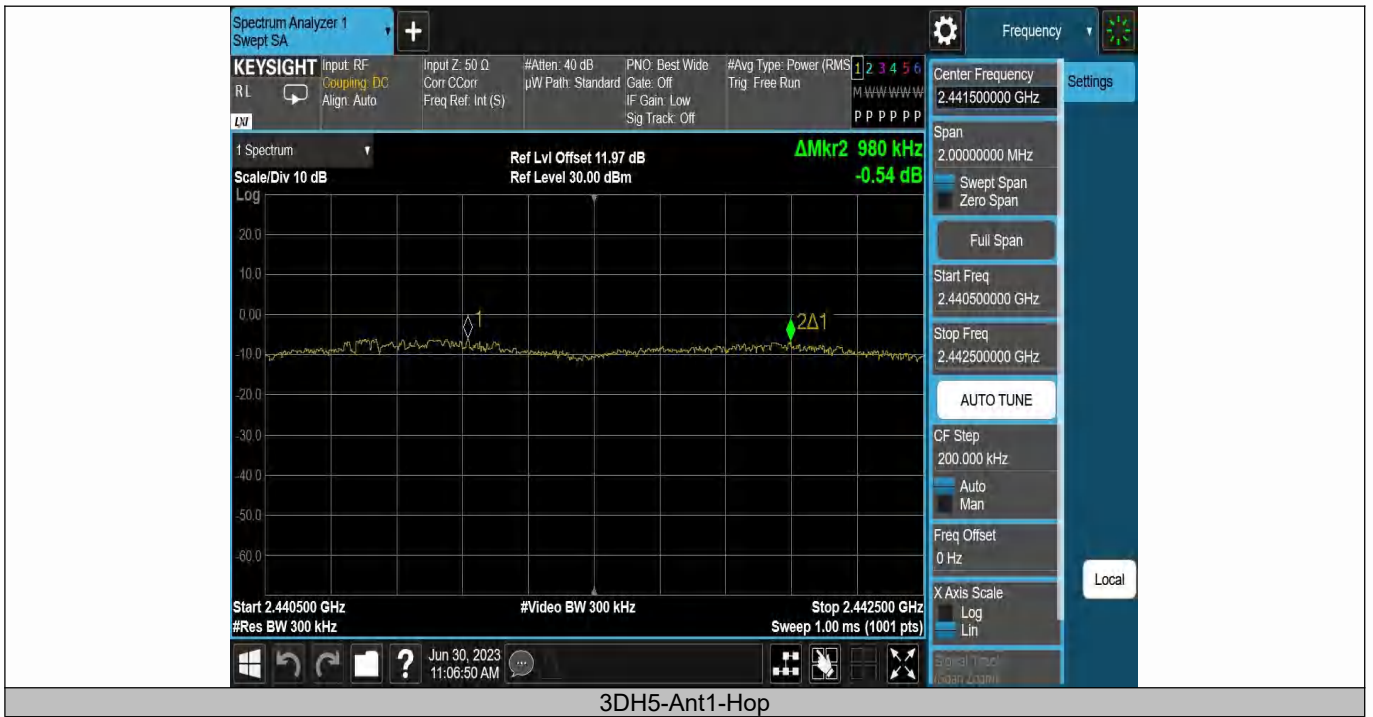 Spectrum Analyzer 1
Swept SA
Frequency
KEYSIGHT
RL
LXI
Input: RF
Coupling: DC
Align: Auto
Input Z: 50 Ω
Corr CCorr
Freq Ref: Int (S)
#Atten: 40 dB
µW Path: Standard
PNO: Best Wide
Gate: Off
IF Gain: Low
Sig Track: Off
#Avg Type: Power (RMS
Trig: Free Run
1 2 3 4 5 6
M W W W W W
P P P P P P
Center Frequency
2.441500000 GHz
Settings
Span
2.00000000 MHz
Swept Span
Zero Span
Full Span
Start Freq
2.440500000 GHz
Stop Freq
2.442500000 GHz
AUTO TUNE
CF Step
200.000 kHz
Auto
Man
Freq Offset
0 Hz
X Axis Scale
Log
Lin
Signal Track
(Span Zoom)
Local
1 Spectrum
Scale/Div 10 dB
Log
Ref Lvl Offset 11.97 dB
Ref Level 30.00 dBm
ΔMkr2 980 kHz
-0.54 dB
20.0
10.0
0.00
-10.0
-20.0
-30.0
-40.0
-50.0
-60.0
1
2Δ1
Start 2.440500 GHz
#Res BW 300 kHz
#Video BW 300 kHz
Stop 2.442500 GHz
Sweep 1.00 ms (1001 pts)
Jun 30, 2023
11:06:50 AM
3DH5-Ant1-Hop